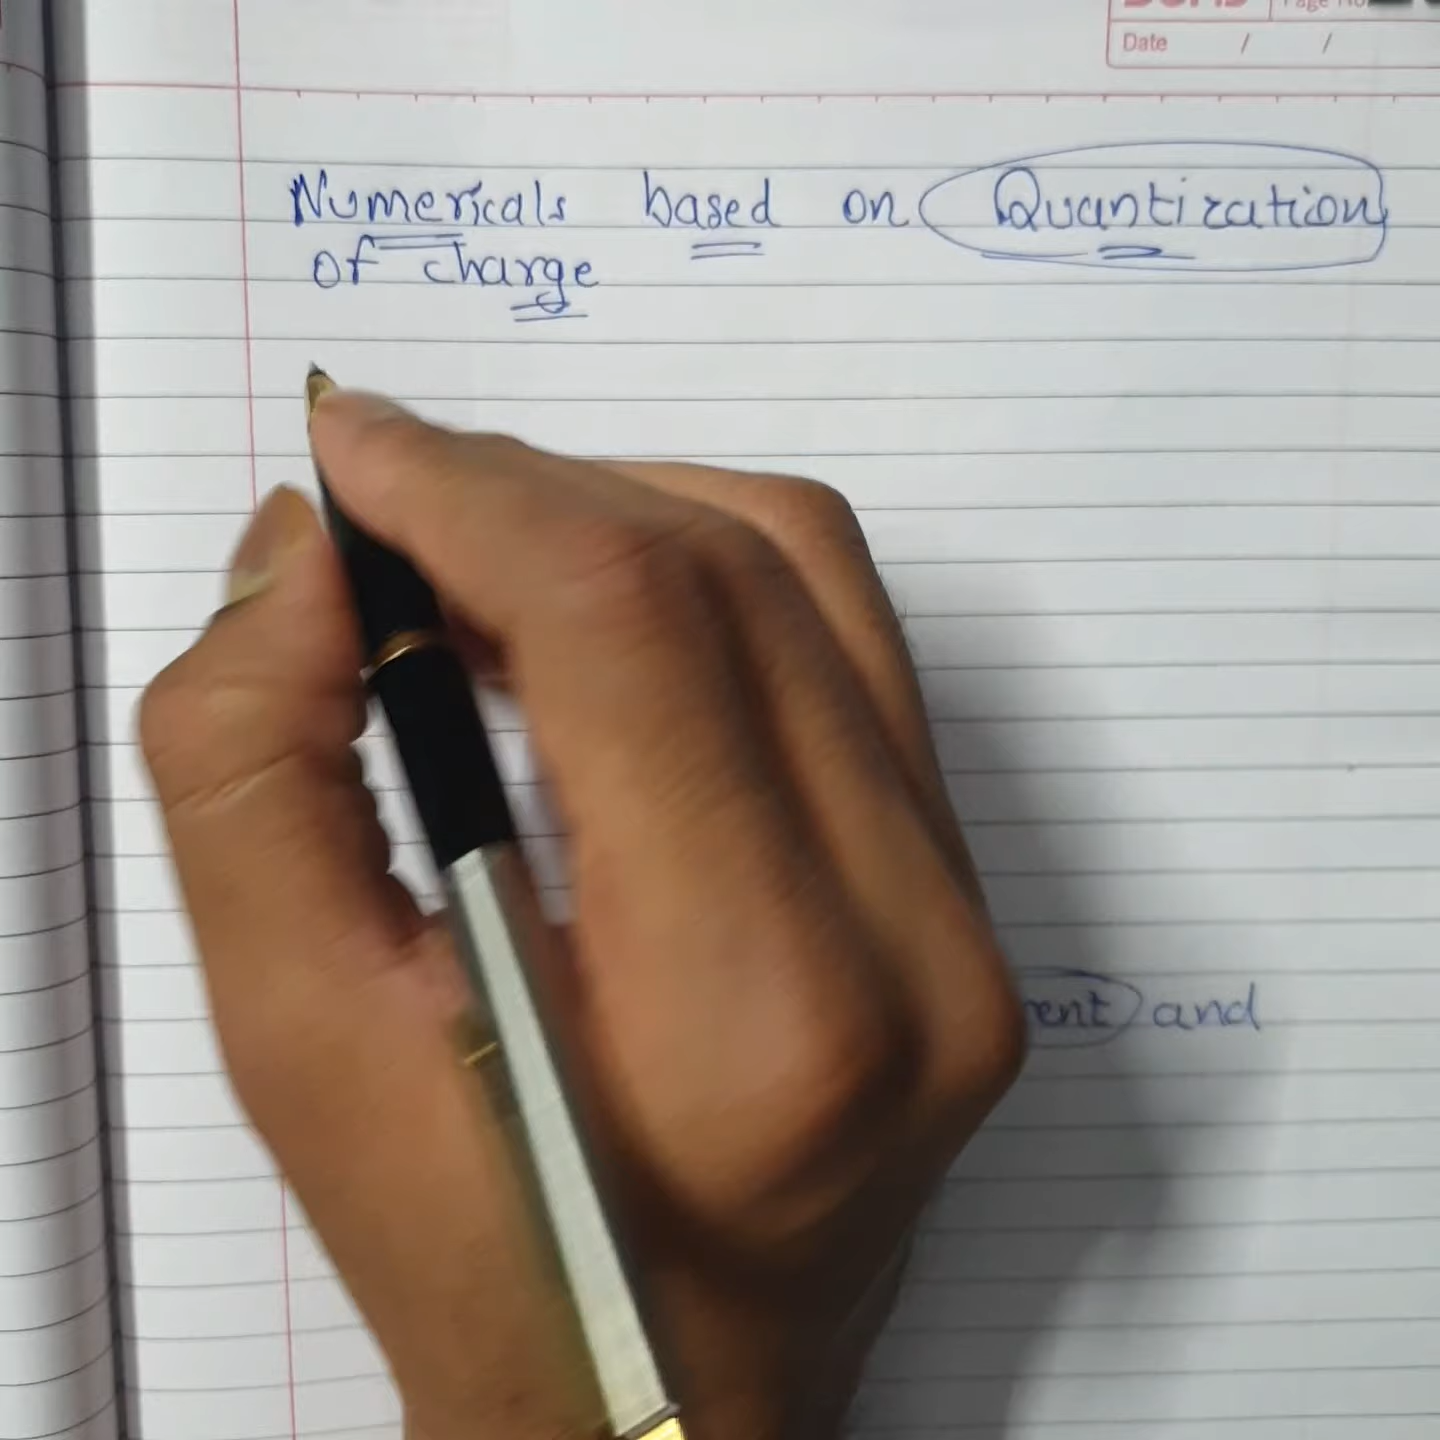 Date / /
Numericals based on Quantization
of charge
and